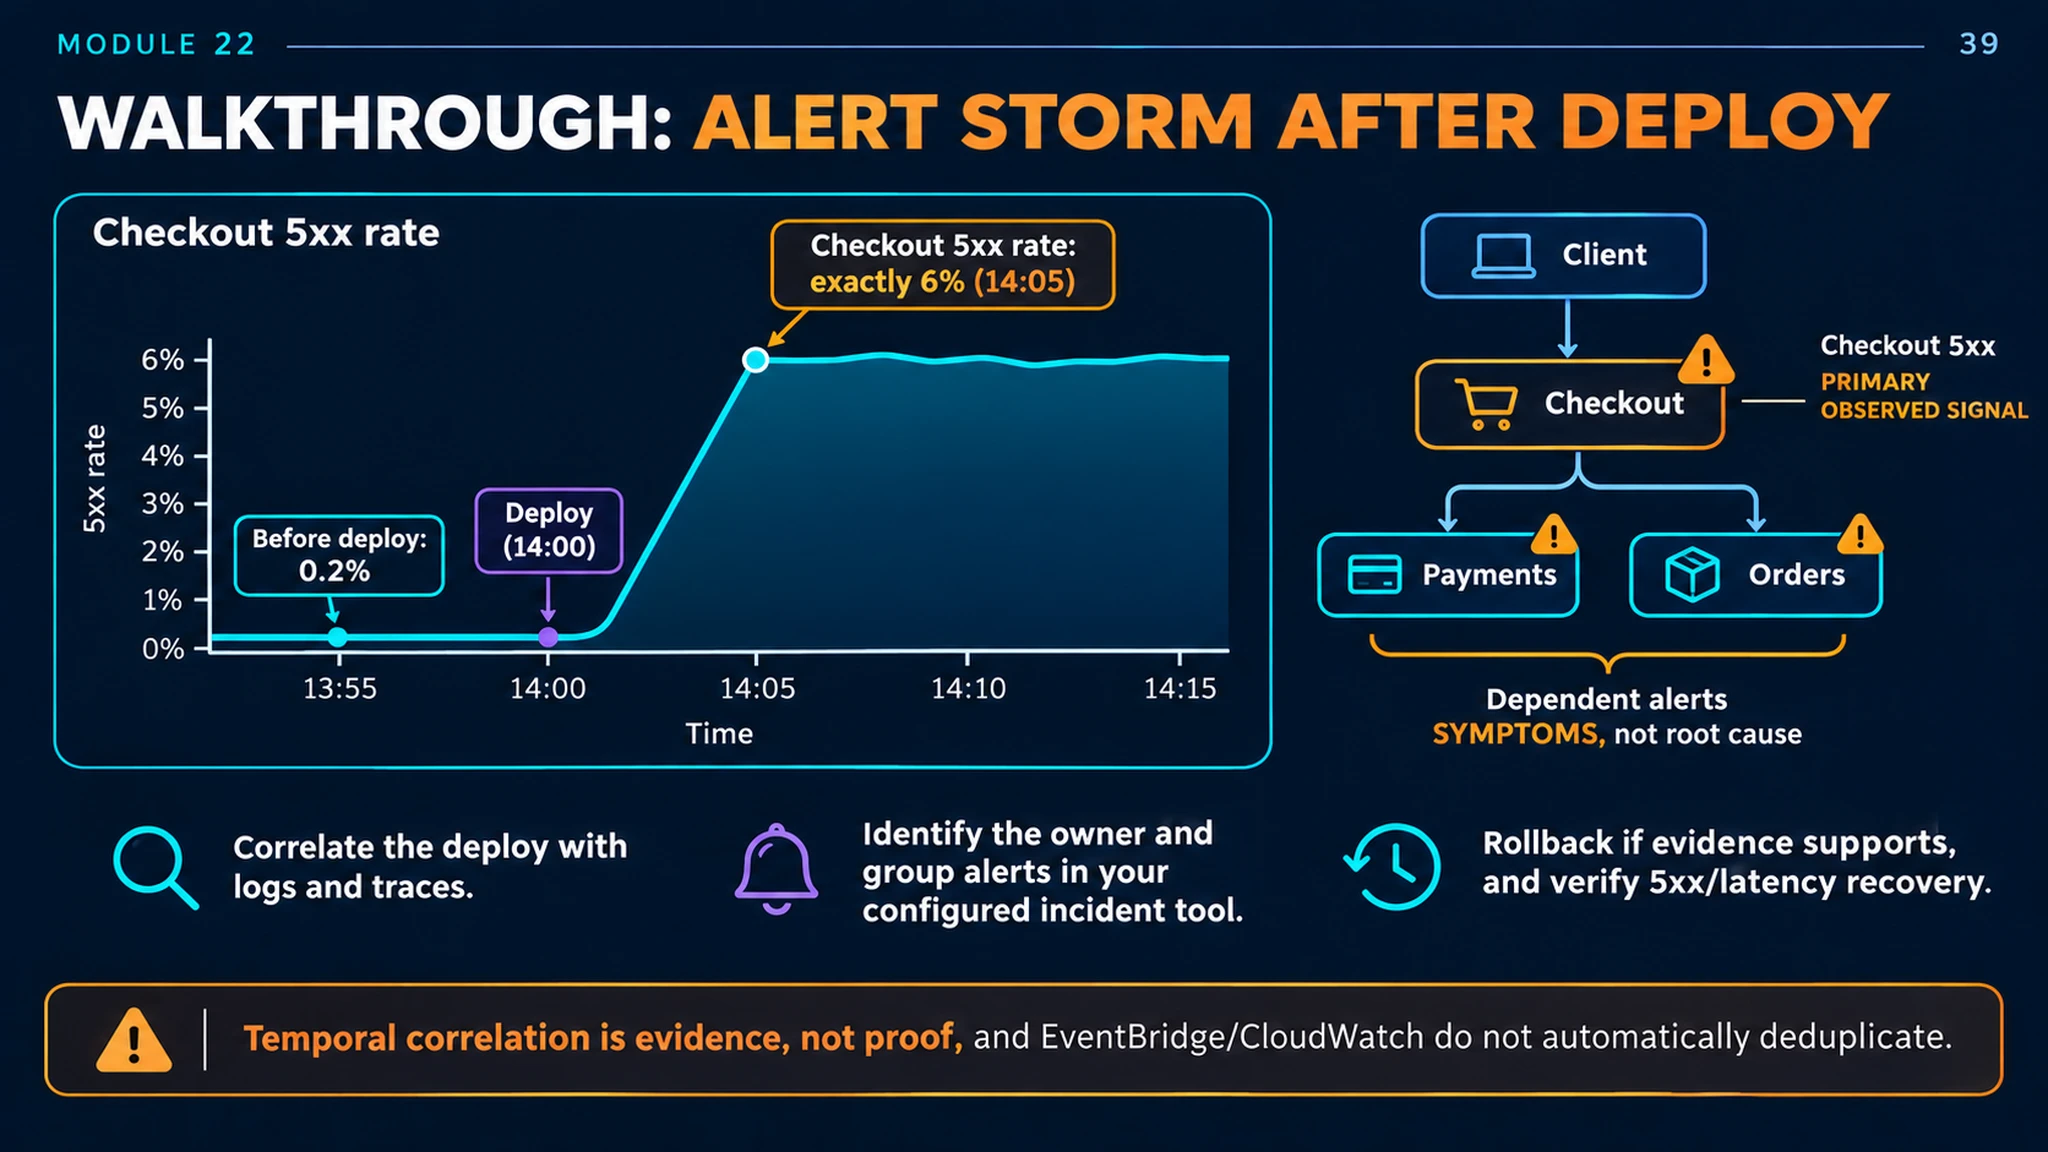 MODULE 22
39
WALKTHROUGH: ALERT STORM AFTER DEPLOY
Checkout 5xx rate
Checkout 5xx rate:
exactly 6% (14:05)
6%
5%
4%
3%
2%
1%
0%
5xx rate
Before deploy:
0.2%
Deploy
(14:00)
13:55
14:00
14:05
14:10
14:15
Time
Client
Checkout
Checkout 5xx
PRIMARY
OBSERVED SIGNAL
Payments
Orders
Dependent alerts
SYMPTOMS, not root cause
Correlate the deploy with
logs and traces.
Identify the owner and
group alerts in your
configured incident tool.
Rollback if evidence supports,
and verify 5xx/latency recovery.
Temporal correlation is evidence, not proof, and EventBridge/CloudWatch do not automatically deduplicate.